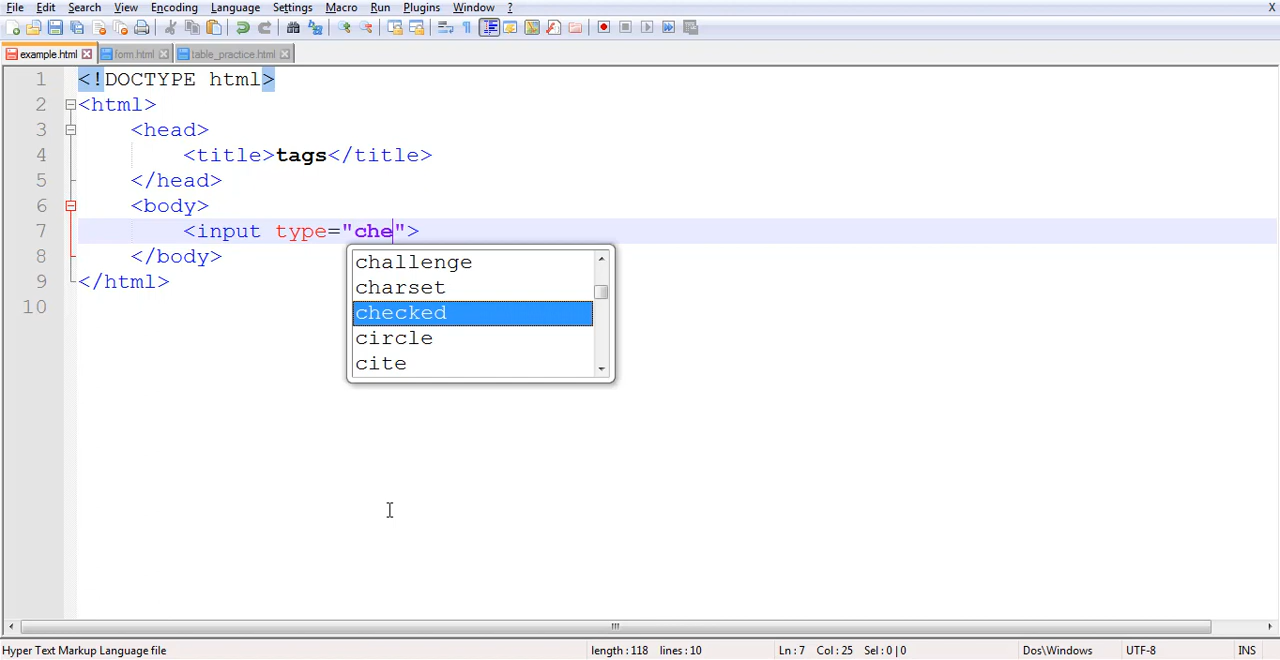 File Edit Search View Encoding Language Settings Macro Run Plugins Window ? X
example.html form.html table_practice.html
1 <!DOCTYPE html>
2 <html>
3 <head>
4 <title>tags</title>
5 </head>
6 <body>
7 <input type="che">
8 </body>
9 </html>
10
challenge
charset
checked
circle
cite
Hyper Text Markup Language file length : 118 lines : 10 Ln : 7 Col : 25 Sel : 0 | 0 Dos\Windows UTF-8 INS